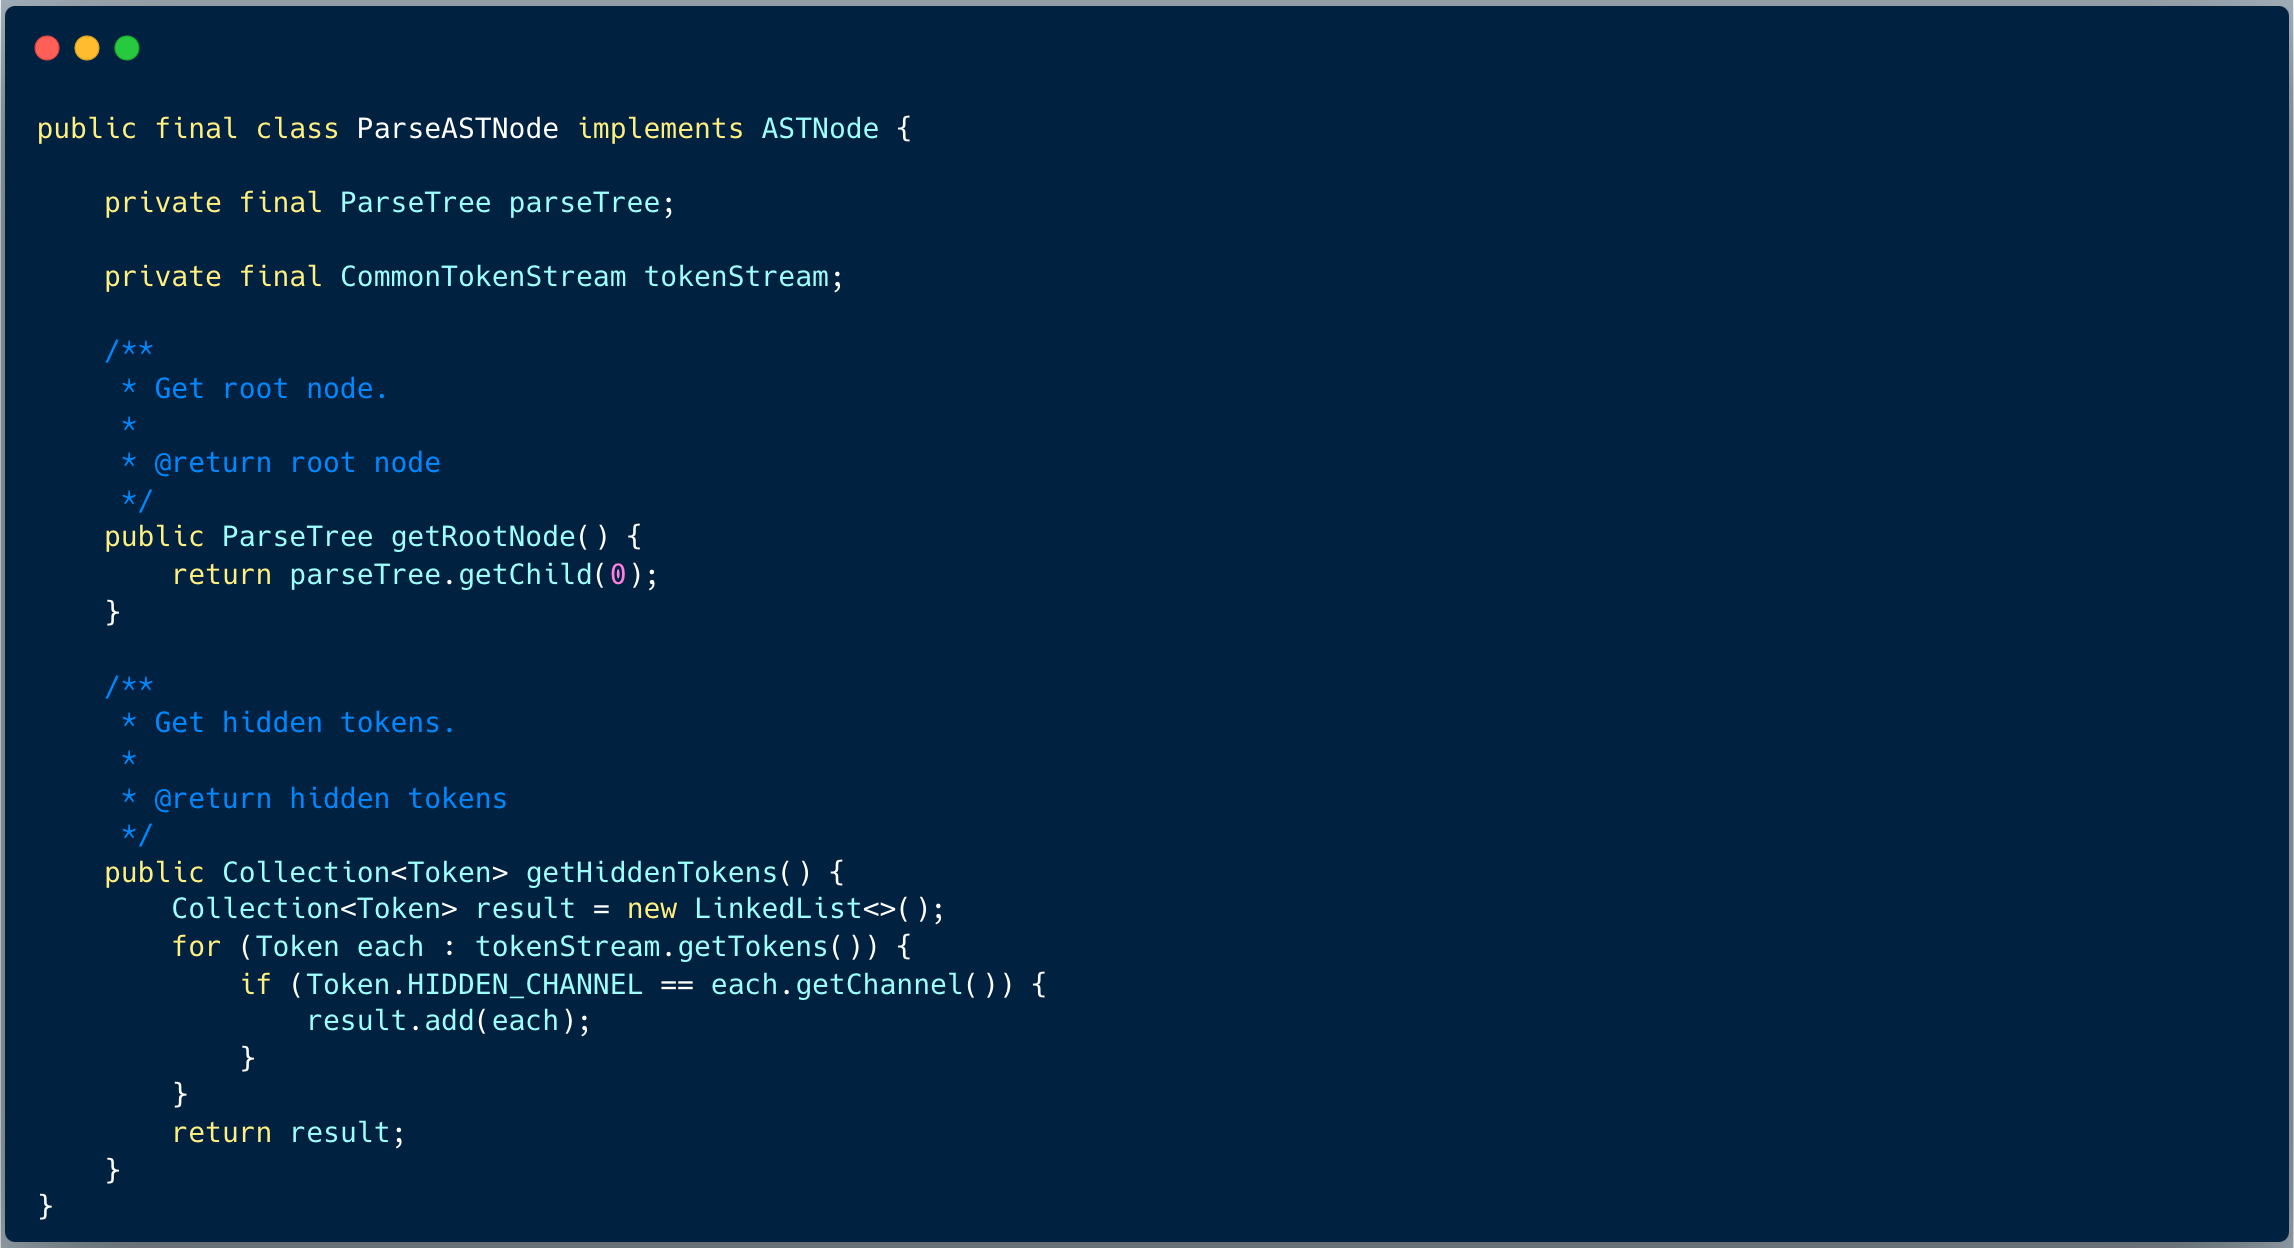 public final class ParseASTNode implements ASTNode {
    private final ParseTree parseTree;
    private final CommonTokenStream tokenStream;
    /**
     * Get root node.
     *
     * @return root node
     */
    public ParseTree getRootNode() {
        return parseTree.getChild(0);
    }
    /**
     * Get hidden tokens.
     *
     * @return hidden tokens
     */
    public Collection<Token> getHiddenTokens() {
        Collection<Token> result = new LinkedList<>();
        for (Token each : tokenStream.getTokens()) {
            if (Token.HIDDEN_CHANNEL == each.getChannel()) {
                result.add(each);
            }
        }
        return result;
    }
}